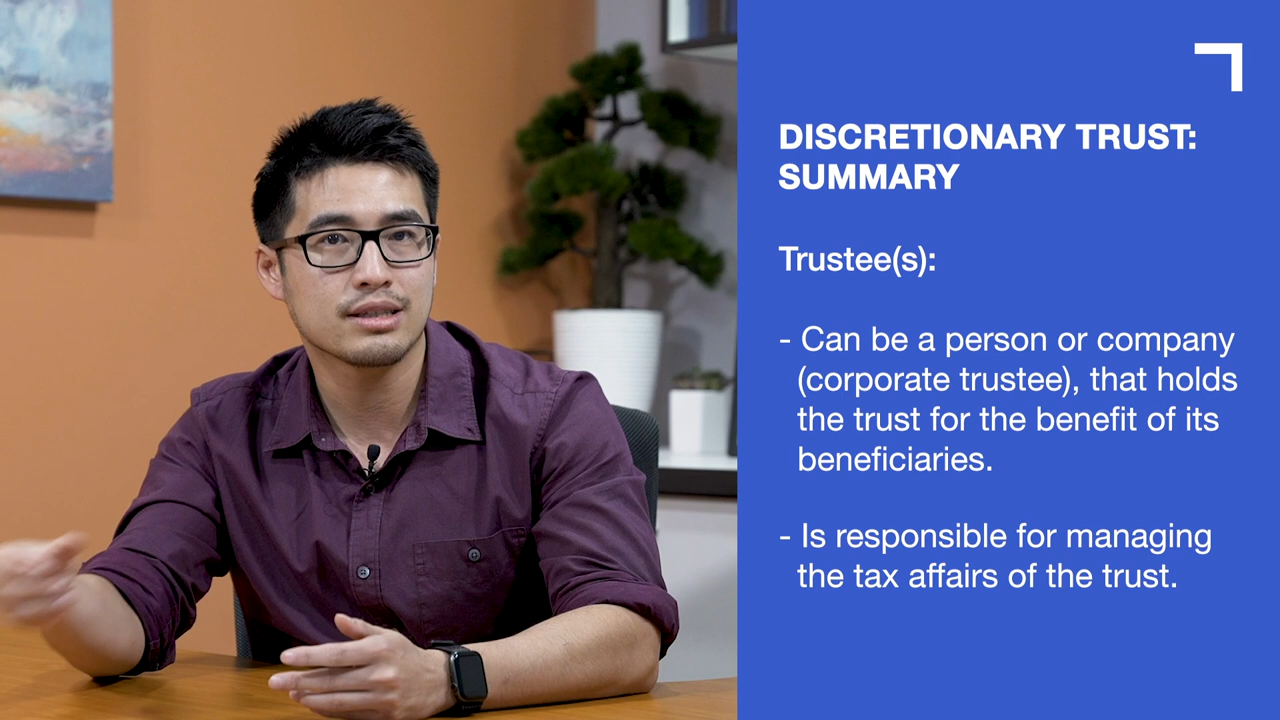 DISCRETIONARY TRUST:
SUMMARY
Trustee(s):
- Can be a person or company
(corporate trustee), that holds
the trust for the benefit of its
beneficiaries.
- Is responsible for managing
the tax affairs of the trust.